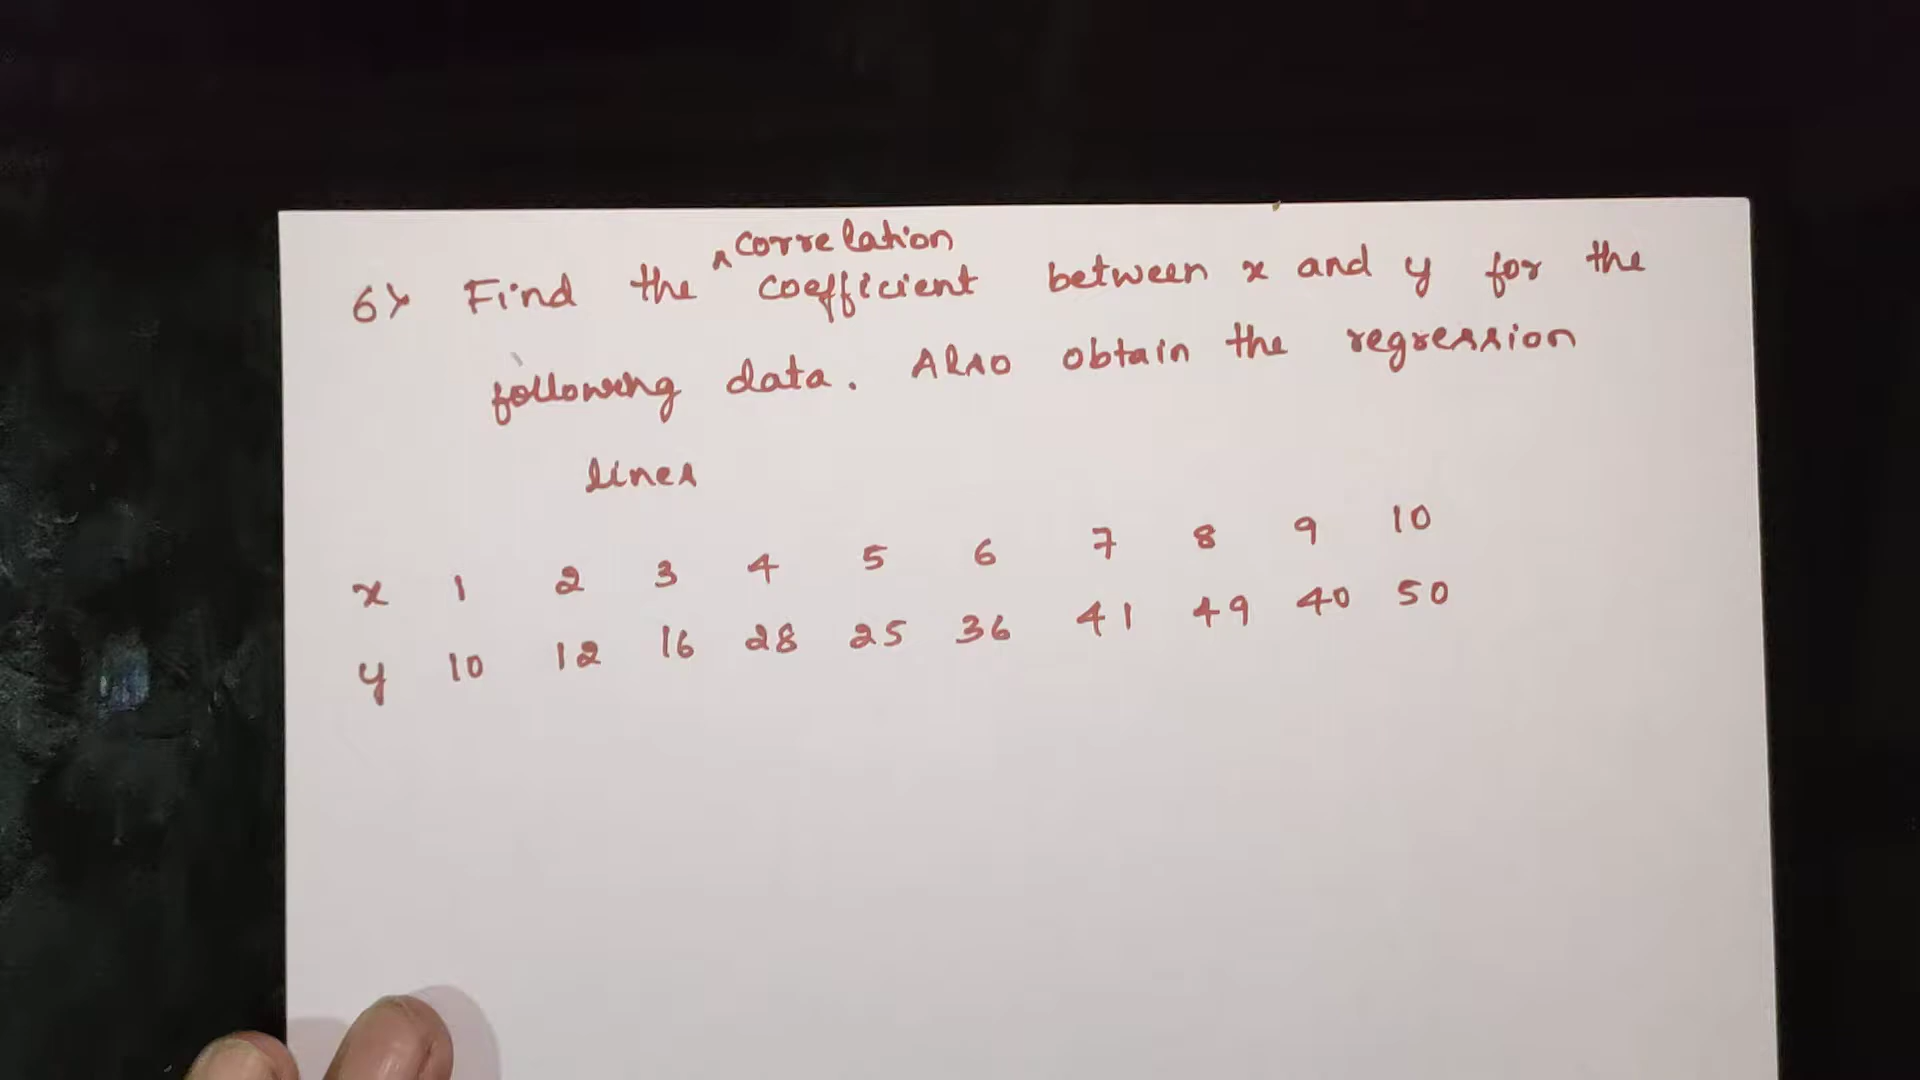 6> Find the ^correlation coefficient between x and y for the
following data. Also obtain the regression
lines
x 1 2 3 4 5 6 7 8 9 10
y 10 12 16 28 25 36 41 49 40 50